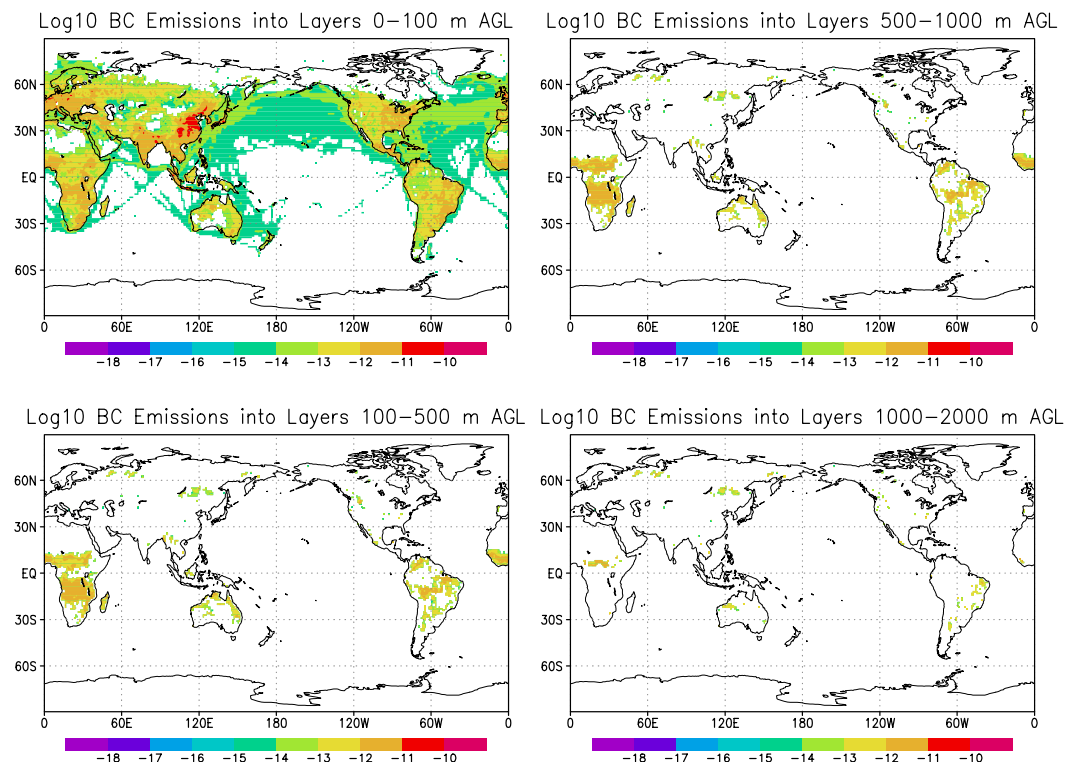 Log10 BC Emissions into Layers 0−100 m AGL
60N
30N
EQ
30S
60S
0 60E 120E 180 120W 60W 0
−18 −17 −16 −15 −14 −13 −12 −11 −10
Log10 BC Emissions into Layers 500−1000 m AGL
60N
30N
EQ
30S
60S
0 60E 120E 180 120W 60W 0
−18 −17 −16 −15 −14 −13 −12 −11 −10
Log10 BC Emissions into Layers 100−500 m AGL
60N
30N
EQ
30S
60S
0 60E 120E 180 120W 60W 0
−18 −17 −16 −15 −14 −13 −12 −11 −10
Log10 BC Emissions into Layers 1000−2000 m AGL
60N
30N
EQ
30S
60S
0 60E 120E 180 120W 60W 0
−18 −17 −16 −15 −14 −13 −12 −11 −10